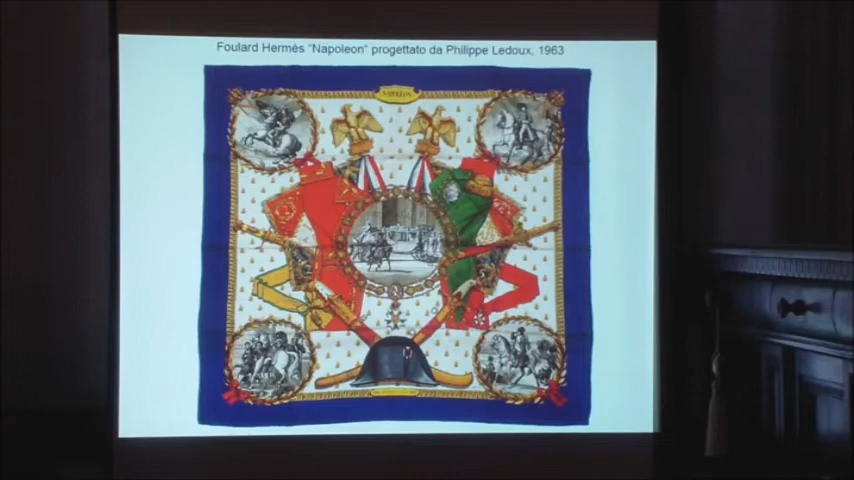 Foulard Hermès "Napoleon" progettato da Philippe Ledoux, 1963
NAPOLEON